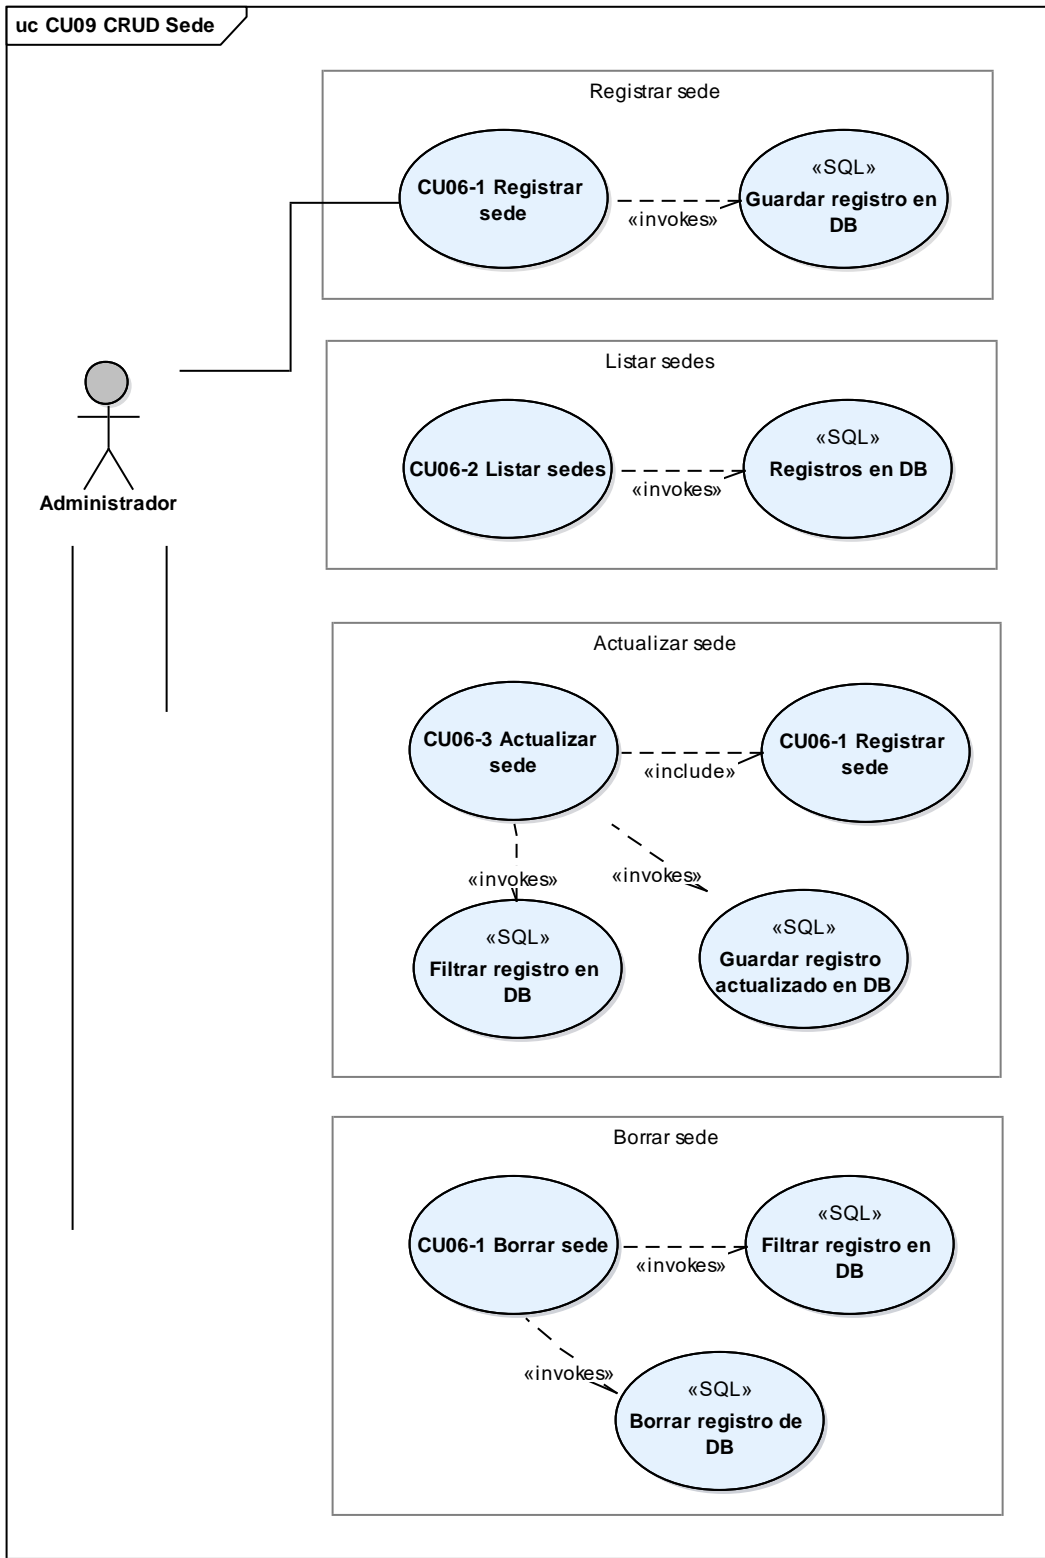 uc CU09 CRUD Sede
Registrar sede
CU06-1 Registrar
sede
«invokes»
«SQL»
Guardar registro en
DB
Administrador
Listar sedes
CU06-2 Listar sedes
«invokes»
«SQL»
Registros en DB
Actualizar sede
CU06-3 Actualizar
sede
«include»
CU06-1 Registrar
sede
«invokes»
«invokes»
«SQL»
Filtrar registro en
DB
«SQL»
Guardar registro
actualizado en DB
Borrar sede
CU06-1 Borrar sede
«invokes»
«SQL»
Filtrar registro en
DB
«invokes»
«SQL»
Borrar registro de
DB